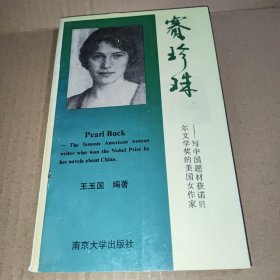 赛珍珠
——写中国题材获诺贝
尔文学奖的美国女作家
Pearl Buck
— The famous American woman
writer who won the Nobel Prize by
her novels about China.
王玉国 编著
南京大学出版社